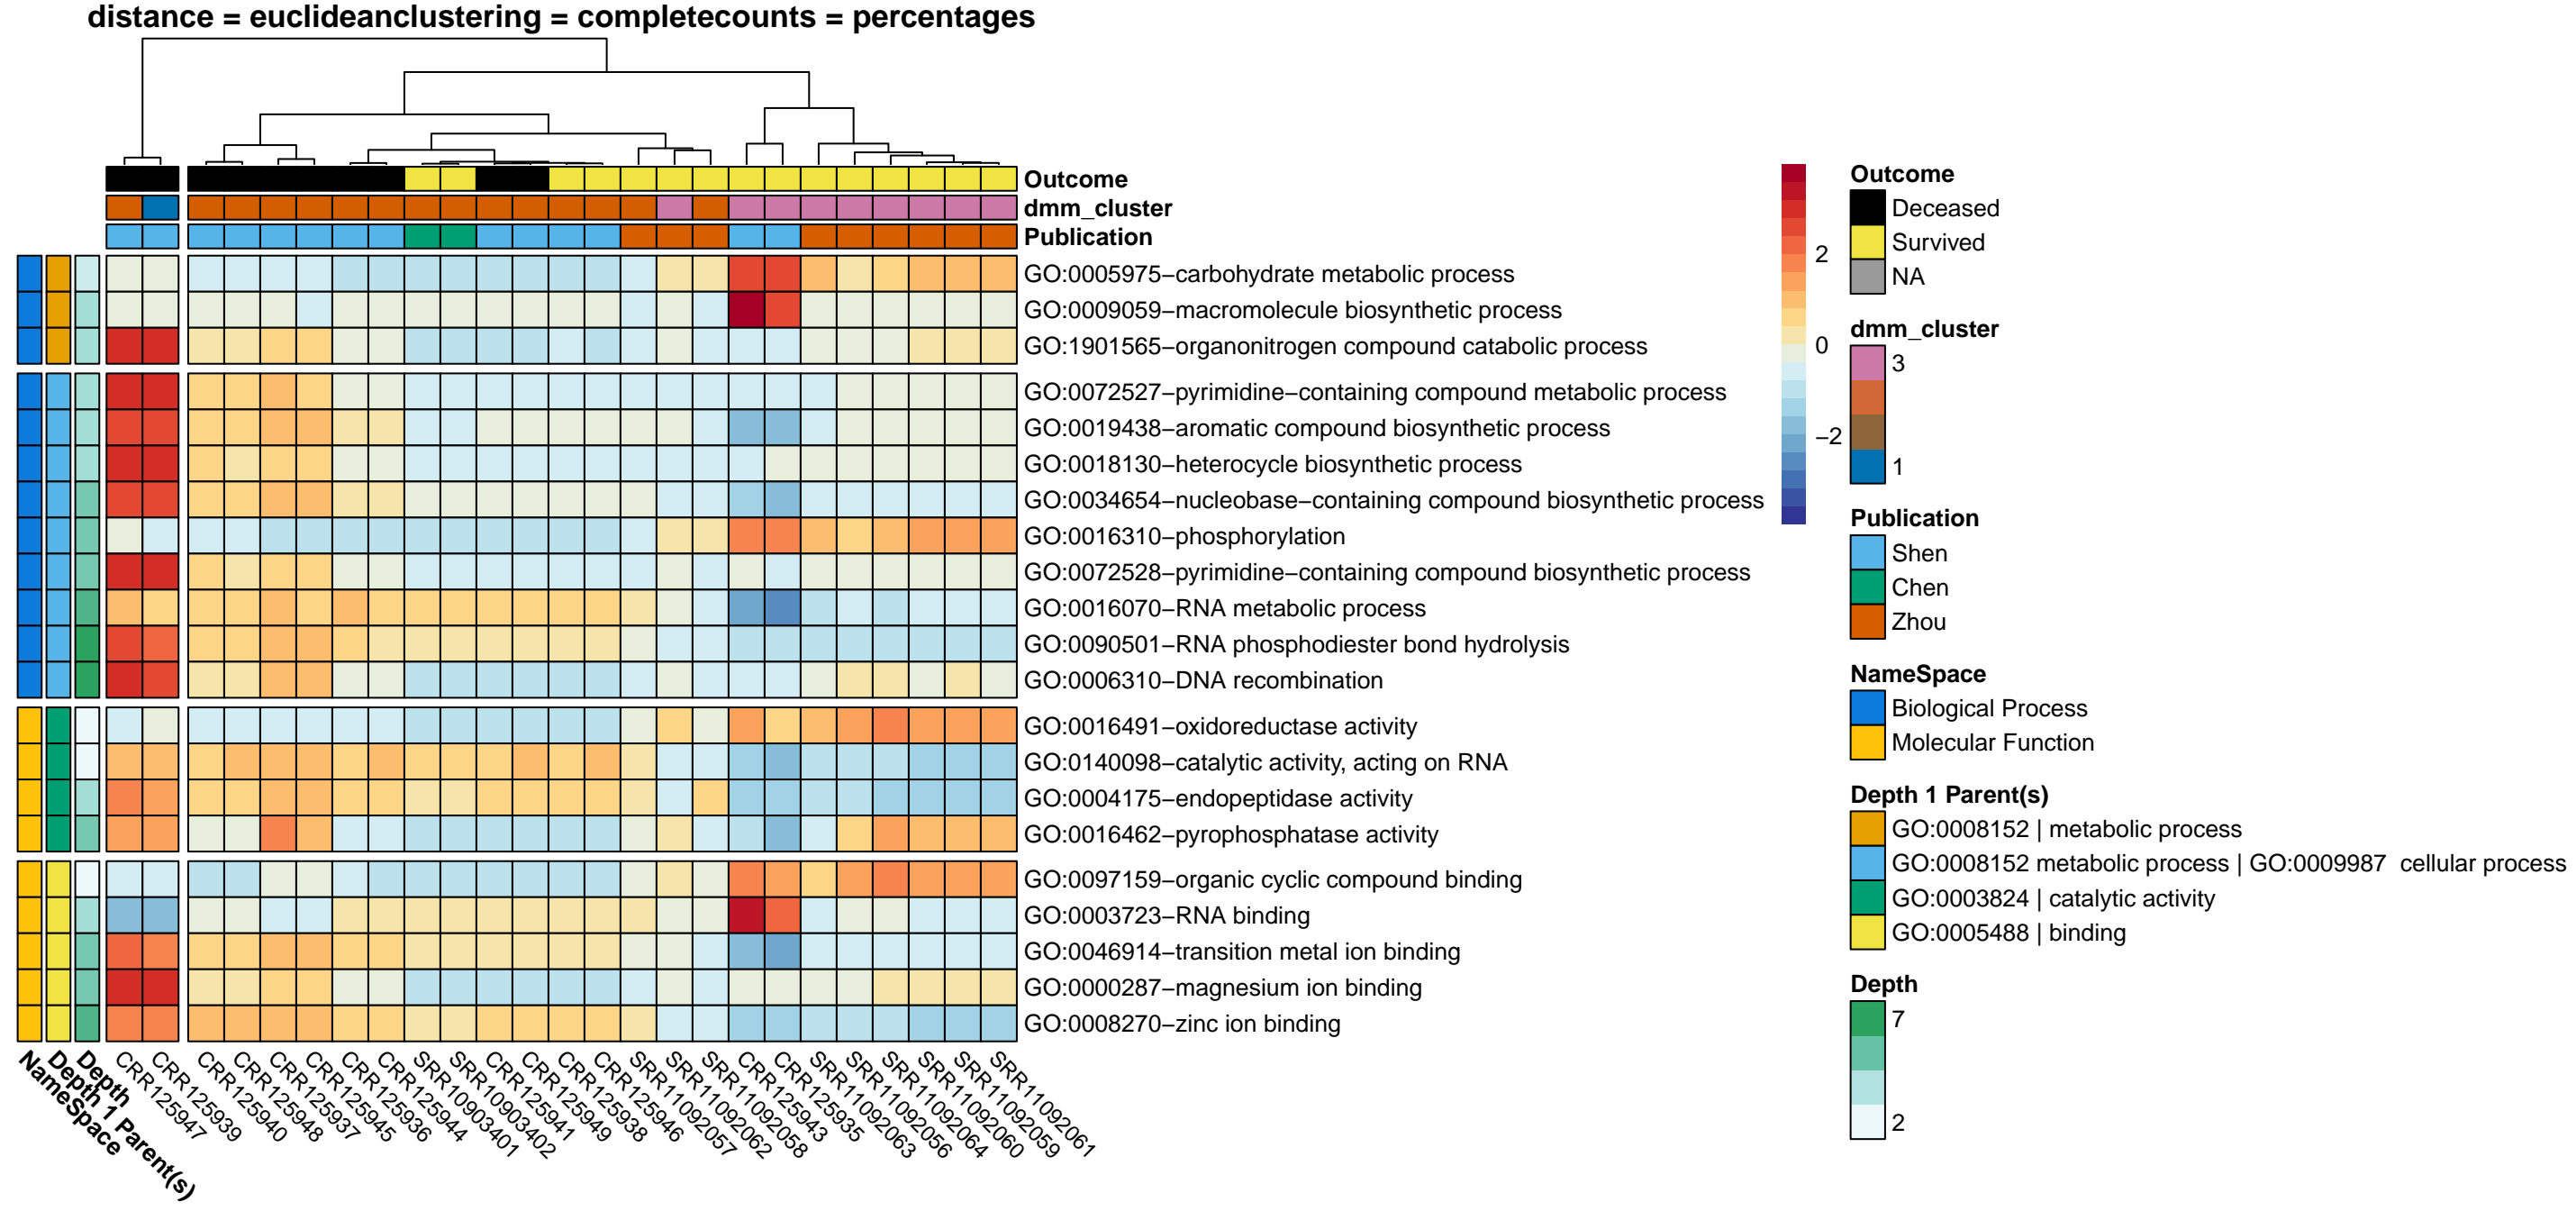 distance = euclideanclustering = completecounts = percentages
Outcome
dmm_cluster
Publication
GO:0005975−carbohydrate metabolic process
GO:0009059−macromolecule biosynthetic process
GO:1901565−organonitrogen compound catabolic process
GO:0072527−pyrimidine−containing compound metabolic process
GO:0019438−aromatic compound biosynthetic process
GO:0018130−heterocycle biosynthetic process
GO:0034654−nucleobase−containing compound biosynthetic process
GO:0016310−phosphorylation
GO:0072528−pyrimidine−containing compound biosynthetic process
GO:0016070−RNA metabolic process
GO:0090501−RNA phosphodiester bond hydrolysis
GO:0006310−DNA recombination
GO:0016491−oxidoreductase activity
GO:0140098−catalytic activity, acting on RNA
GO:0004175−endopeptidase activity
GO:0016462−pyrophosphatase activity
GO:0097159−organic cyclic compound binding
GO:0003723−RNA binding
GO:0046914−transition metal ion binding
GO:0000287−magnesium ion binding
GO:0008270−zinc ion binding
NameSpace
Depth 1 Parent(s)
Depth
CRR125947
CRR125939
CRR125940
CRR125948
CRR125937
CRR125945
CRR125936
CRR125944
SRR10903401
SRR10903402
CRR125941
CRR125949
CRR125938
CRR125946
SRR11092057
SRR11092062
SRR11092058
CRR125943
CRR125935
SRR11092063
SRR11092056
SRR11092064
SRR11092060
SRR11092059
SRR11092061
2
0
−2
Outcome
Deceased
Survived
NA
dmm_cluster
3
1
Publication
Shen
Chen
Zhou
NameSpace
Biological Process
Molecular Function
Depth 1 Parent(s)
GO:0008152 | metabolic process
GO:0008152 metabolic process | GO:0009987  cellular process
GO:0003824 | catalytic activity
GO:0005488 | binding
Depth
7
2